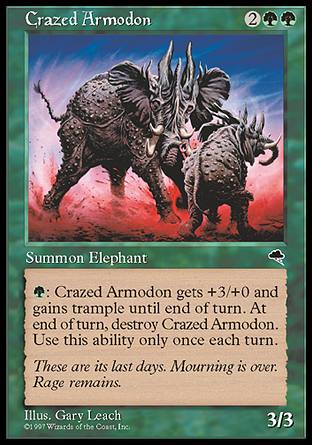 Crazed Armodon 2
Summon Elephant
: Crazed Armodon gets +3/+0 and
gains trample until end of turn. At
end of turn, destroy Crazed Armodon.
Use this ability only once each turn.
These are its last days. Mourning is over.
Rage remains.
Illus. Gary Leach
©1997 Wizards of the Coast, Inc.
3/3